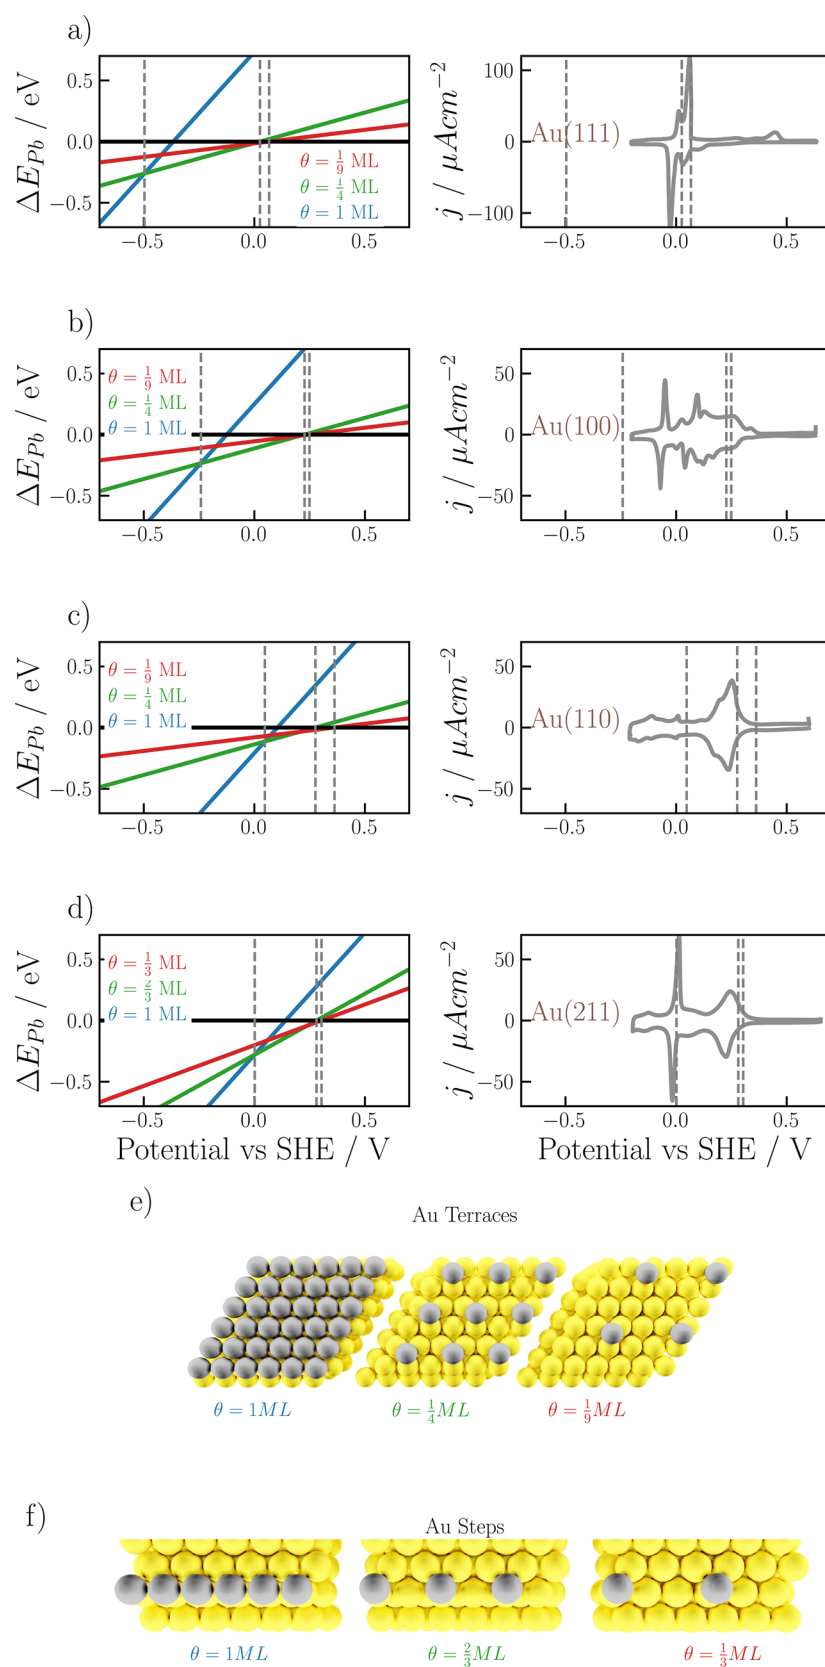 a)
ΔE_Pb / eV
0.5
0.0
−0.5
θ = 1/9 ML
θ = 1/4 ML
θ = 1 ML
−0.5 0.0 0.5
j / μAcm⁻²
100
0
−100
Au(111)
−0.5 0.0 0.5
b)
ΔE_Pb / eV
0.5
0.0
−0.5
θ = 1/9 ML
θ = 1/4 ML
θ = 1 ML
−0.5 0.0 0.5
j / μAcm⁻²
50
0
−50
Au(100)
−0.5 0.0 0.5
c)
ΔE_Pb / eV
0.5
0.0
−0.5
θ = 1/9 ML
θ = 1/4 ML
θ = 1 ML
−0.5 0.0 0.5
j / μAcm⁻²
50
0
−50
Au(110)
−0.5 0.0 0.5
d)
ΔE_Pb / eV
0.5
0.0
−0.5
θ = 1/3 ML
θ = 2/3 ML
θ = 1 ML
−0.5 0.0 0.5
Potential vs SHE / V
j / μAcm⁻²
50
0
−50
Au(211)
−0.5 0.0 0.5
Potential vs SHE / V
e)
Au Terraces
θ = 1ML θ = 1/4 ML θ = 1/9 ML
f)
Au Steps
θ = 1ML θ = 2/3 ML θ = 1/3 ML